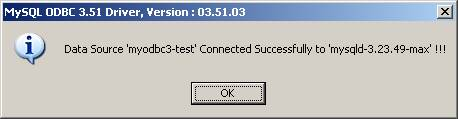 MySQL ODBC 3.51 Driver, Version : 03.51.03
Data Source 'myodbc3-test' Connected Successfully to 'mysqld-3.23.49-max' !!!
OK